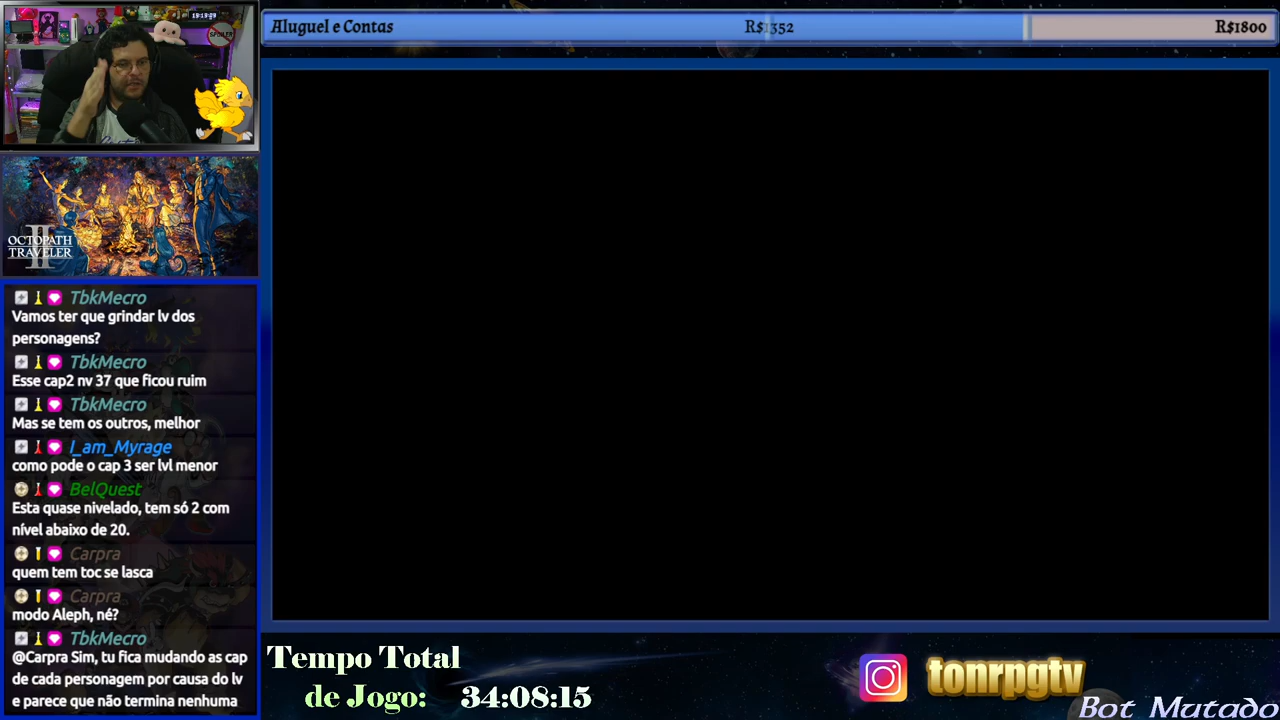 19:19:39
SPOILER
Aluguel e Contas R$1352 R$1800
OCTOPATH
TRAVELER
II
TbkMecro
Vamos ter que grindar lv dos
personagens?
TbkMecro
Esse cap2 nv 37 que ficou ruim
TbkMecro
Mas se tem os outros, melhor
I_am_Myrage
como pode o cap 3 ser lvl menor
BelQuest
Esta quase nivelado, tem só 2 com
nível abaixo de 20.
Carpra
quem tem toc se lasca
Carpra
modo Aleph, né?
TbkMecro
@Carpra Sim, tu fica mudando as cap
de cada personagem por causa do lv
e parece que não termina nenhuma
Tempo Total
de Jogo: 34:08:15
tonrpgtv
Bot Mutado